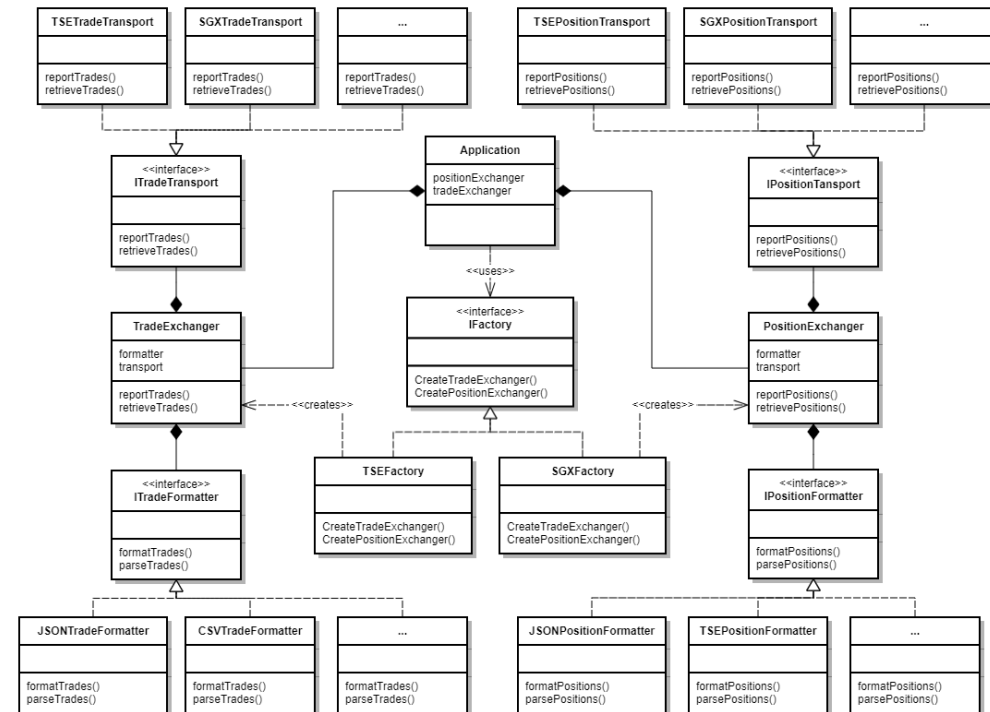 TSETradeTransport
reportTrades()
retrieveTrades()
SGXTradeTransport
reportTrades()
retrieveTrades()
...
reportTrades()
retrieveTrades()
TSEPositionTransport
reportPositions()
retrievePositions()
SGXPositionTransport
reportPositions()
retrievePositions()
...
reportPositions()
retrievePositions()
<<interface>>
ITradeTransport
reportTrades()
retrieveTrades()
Application
positionExchanger
tradeExchanger
<<interface>>
IPositionTansport
reportPositions()
retrievePositions()
<<uses>>
<<interface>>
IFactory
CreateTradeExchanger()
CreatePositionExchanger()
TradeExchanger
formatter
transport
reportTrades()
retrieveTrades()
PositionExchanger
formatter
transport
reportPositions()
retrievePositions()
<<creates>>
<<creates>>
TSEFactory
CreateTradeExchanger()
CreatePositionExchanger()
SGXFactory
CreateTradeExchanger()
CreatePositionExchanger()
<<interface>>
ITradeFormatter
formatTrades()
parseTrades()
<<interface>>
IPositionFormatter
formatPositions()
parsePositions()
JSONTradeFormatter
formatTrades()
parseTrades()
CSVTradeFormatter
formatTrades()
parseTrades()
...
formatTrades()
parseTrades()
JSONPositionFormatter
formatPositions()
parsePositions()
TSEPositionFormatter
formatPositions()
parsePositions()
...
formatPositions()
parsePositions()